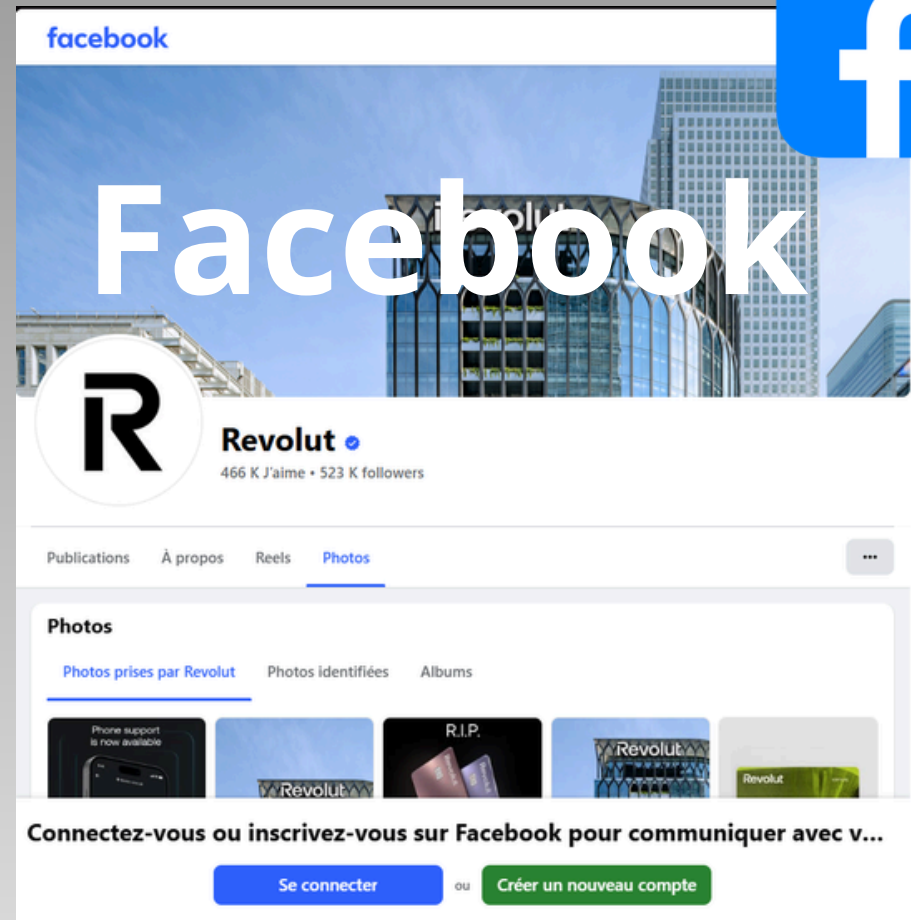 facebook
Facebook
Revolut
Revolut
466 K J'aime • 523 K followers
Publications
À propos
Reels
Photos
Photos
Photos prises par Revolut
Photos identifiées
Albums
Phone support
is now available
Revolut
R.I.P.
Revolut
Revolut
Connectez-vous ou inscrivez-vous sur Facebook pour communiquer avec v...
Se connecter
ou
Créer un nouveau compte